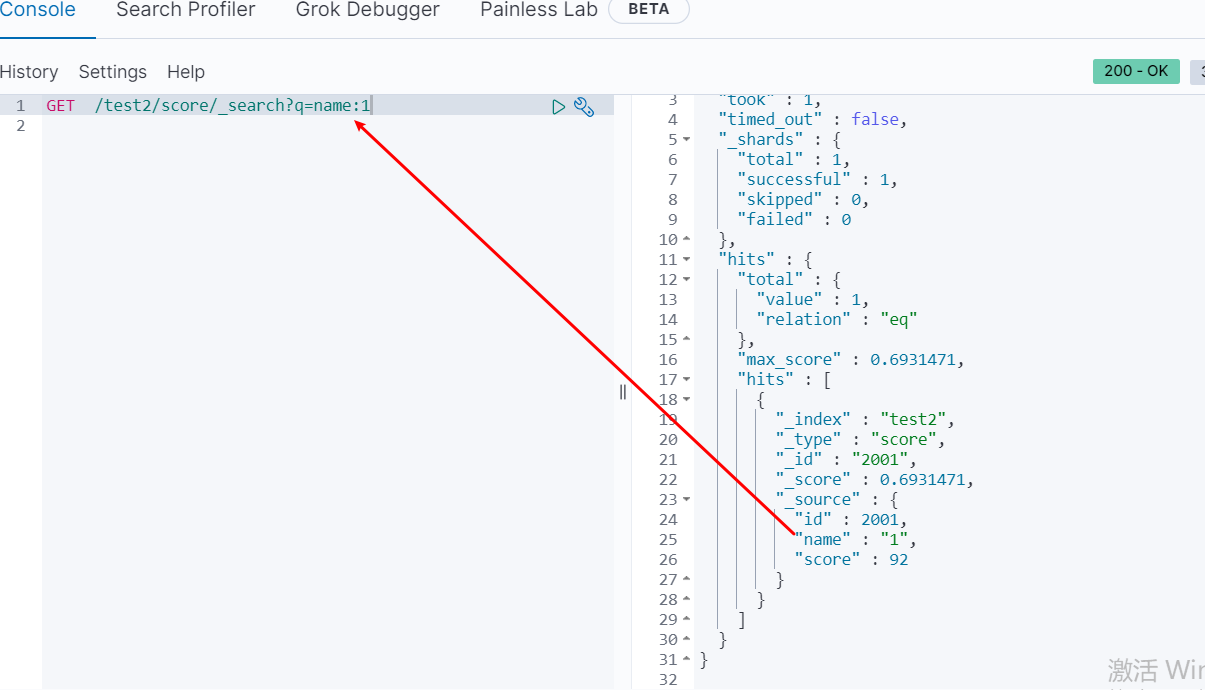 Console Search Profiler Grok Debugger Painless Lab BETA
History Settings Help
200 - OK
1 GET /test2/score/_search?q=name:1
2
3 "took" : 1,
4 "timed_out" : false,
5 "_shards" : {
6 "total" : 1,
7 "successful" : 1,
8 "skipped" : 0,
9 "failed" : 0
10 },
11 "hits" : {
12 "total" : {
13 "value" : 1,
14 "relation" : "eq"
15 },
16 "max_score" : 0.6931471,
17 "hits" : [
18 {
19 "_index" : "test2",
20 "_type" : "score",
21 "_id" : "2001",
22 "_score" : 0.6931471,
23 "_source" : {
24 "id" : 2001,
25 "name" : "1",
26 "score" : 92
27 }
28 }
29 ]
30 }
31 }
32
激活 Win